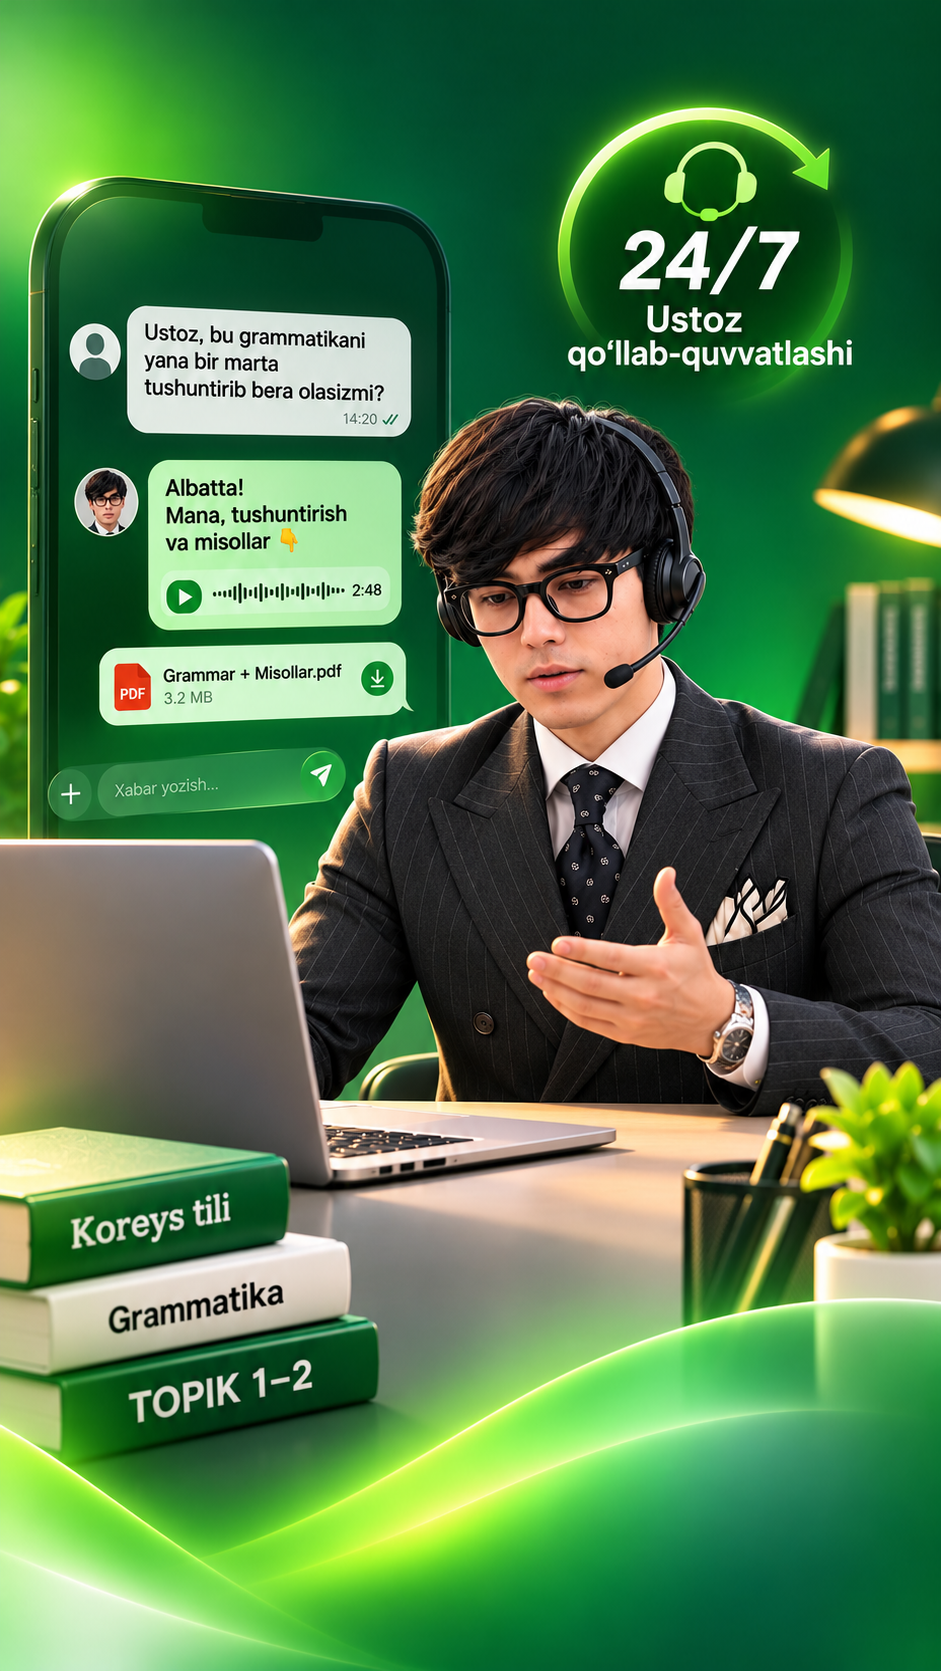 24/7
Ustoz
qo‘llab-quvvatlashi
Ustoz, bu grammatikani
yana bir marta
tushuntirib bera olasizmi?
14:20
Albatta!
Mana, tushuntirish
va misollar 👇
2:48
PDF
Grammar + Misollar.pdf
3.2 MB
Xabar yozish...
Koreys tili
Grammatika
TOPIK 1–2